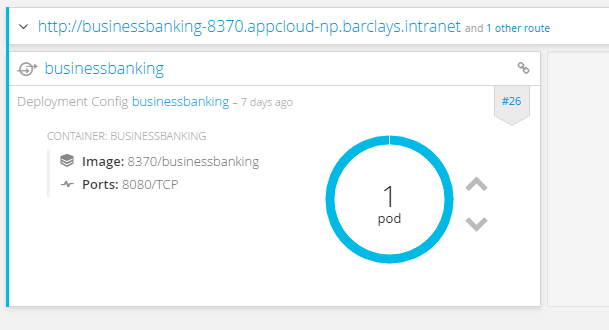 http://businessbanking-8370.appcloud-np.barclays.intranet and 1 other route
businessbanking
Deployment Config businessbanking – 7 days ago
#26
CONTAINER: BUSINESSBANKING
Image: 8370/businessbanking
Ports: 8080/TCP
1
pod